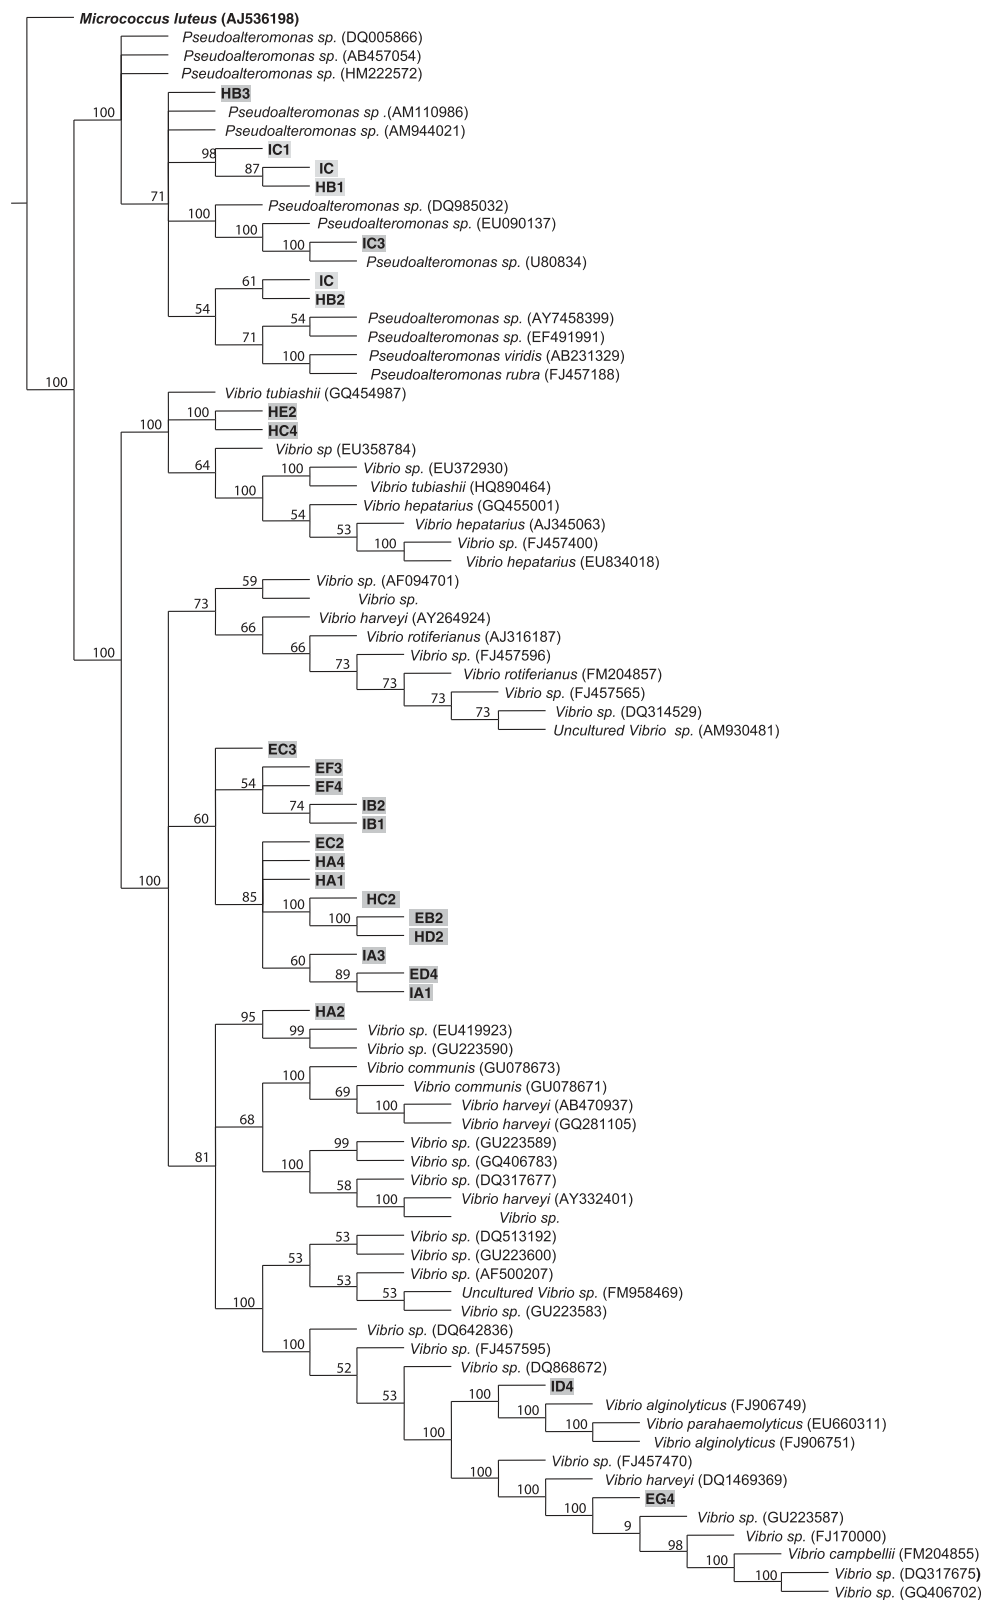 Micrococcus luteus (AJ536198)
Pseudoalteromonas sp. (DQ005866)
Pseudoalteromonas sp. (AB457054)
Pseudoalteromonas sp. (HM222572)
HB3
100
Pseudoalteromonas sp .(AM110986)
Pseudoalteromonas sp. (AM944021)
IC1
98
IC
87
HB1
71
Pseudoalteromonas sp. (DQ985032)
100
Pseudoalteromonas sp. (EU090137)
100
IC3
100
Pseudoalteromonas sp. (U80834)
IC
61
HB2
54
Pseudoalteromonas sp. (AY7458399)
54
Pseudoalteromonas sp. (EF491991)
71
Pseudoalteromonas viridis (AB231329)
100
Pseudoalteromonas rubra (FJ457188)
100
Vibrio tubiashii (GQ454987)
HE2
100
HC4
100
Vibrio sp (EU358784)
64
Vibrio sp. (EU372930)
100
Vibrio tubiashii (HQ890464)
100
Vibrio hepatarius (GQ455001)
54
Vibrio hepatarius (AJ345063)
53
Vibrio sp. (FJ457400)
100
Vibrio hepatarius (EU834018)
Vibrio sp. (AF094701)
59
Vibrio sp.
73
Vibrio harveyi (AY264924)
66
Vibrio rotiferianus (AJ316187)
66
Vibrio sp. (FJ457596)
100
73
Vibrio rotiferianus (FM204857)
73
Vibrio sp. (FJ457565)
73
Vibrio sp. (DQ314529)
73
Uncultured Vibrio sp. (AM930481)
EC3
EF3
54
EF4
IB2
74
IB1
60
EC2
HA4
HA1
100
85
HC2
100
EB2
100
HD2
IA3
60
ED4
89
IA1
HA2
95
Vibrio sp. (EU419923)
99
Vibrio sp. (GU223590)
Vibrio communis (GU078673)
100
Vibrio communis (GU078671)
69
Vibrio harveyi (AB470937)
100
Vibrio harveyi (GQ281105)
68
Vibrio sp. (GU223589)
99
Vibrio sp. (GQ406783)
81
100
Vibrio sp. (DQ317677)
58
Vibrio harveyi (AY332401)
100
Vibrio sp.
Vibrio sp. (DQ513192)
53
Vibrio sp. (GU223600)
53
Vibrio sp. (AF500207)
53
Uncultured Vibrio sp. (FM958469)
53
Vibrio sp. (GU223583)
100
Vibrio sp. (DQ642836)
100
Vibrio sp. (FJ457595)
52
Vibrio sp. (DQ868672)
53
ID4
100
Vibrio alginolyticus (FJ906749)
100
Vibrio parahaemolyticus (EU660311)
100
Vibrio alginolyticus (FJ906751)
100
Vibrio sp. (FJ457470)
100
Vibrio harveyi (DQ1469369)
100
EG4
100
Vibrio sp. (GU223587)
9
Vibrio sp. (FJ170000)
98
Vibrio campbellii (FM204855)
100
Vibrio sp. (DQ317675)
100
Vibrio sp. (GQ406702)